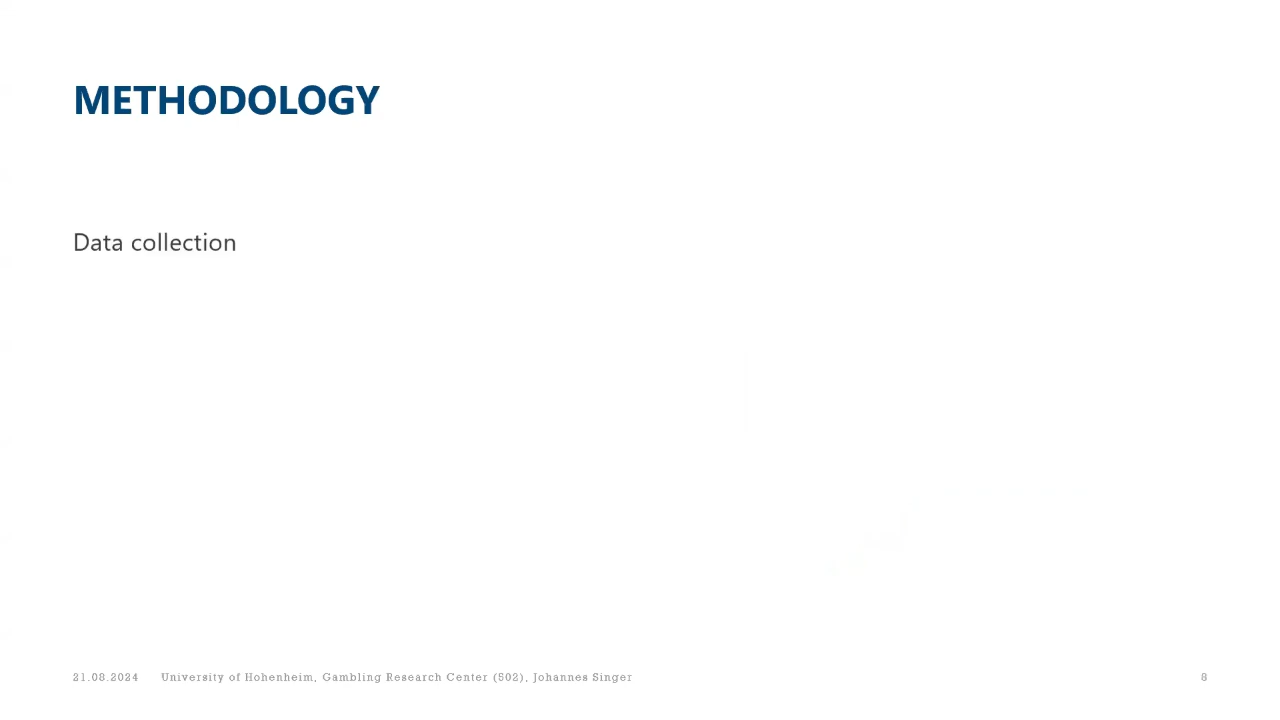 METHODOLOGY
Data collection
21.08.2024 University of Hohenheim, Gambling Research Center (502), Johannes Singer 8